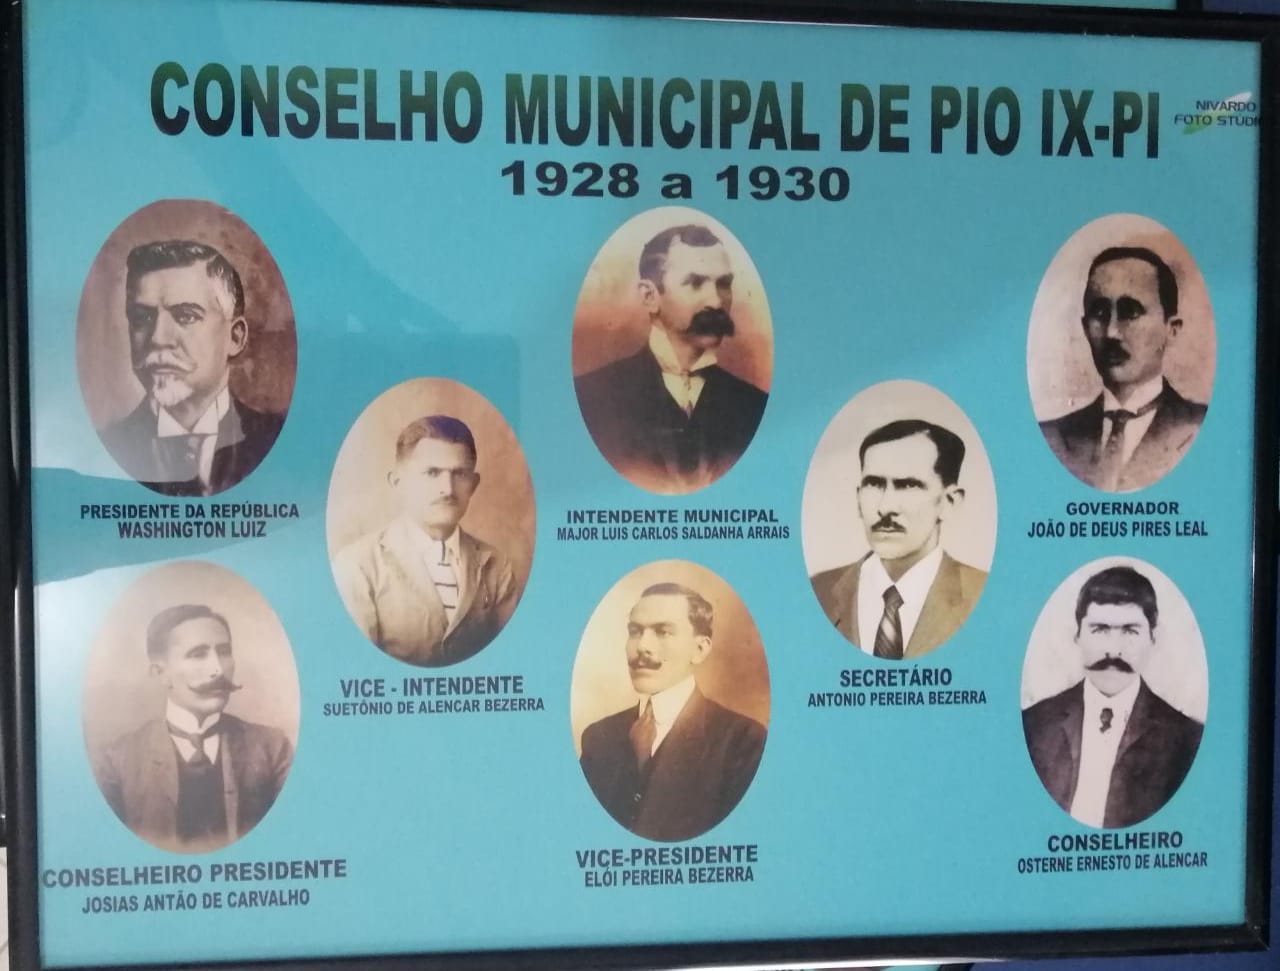 CONSELHO MUNICIPAL DE PIO IX-PI
NIVARDO
FOTO STÚDIO
1928 a 1930
PRESIDENTE DA REPÚBLICA
WASHINGTON LUIZ
INTENDENTE MUNICIPAL
MAJOR LUIS CARLOS SALDANHA ARRAIS
GOVERNADOR
JOÃO DE DEUS PIRES LEAL
VICE - INTENDENTE
SUETÔNIO DE ALENCAR BEZERRA
SECRETÁRIO
ANTONIO PEREIRA BEZERRA
CONSELHEIRO PRESIDENTE
JOSIAS ANTÃO DE CARVALHO
VICE-PRESIDENTE
ELÓI PEREIRA BEZERRA
CONSELHEIRO
OSTERNE ERNESTO DE ALENCAR